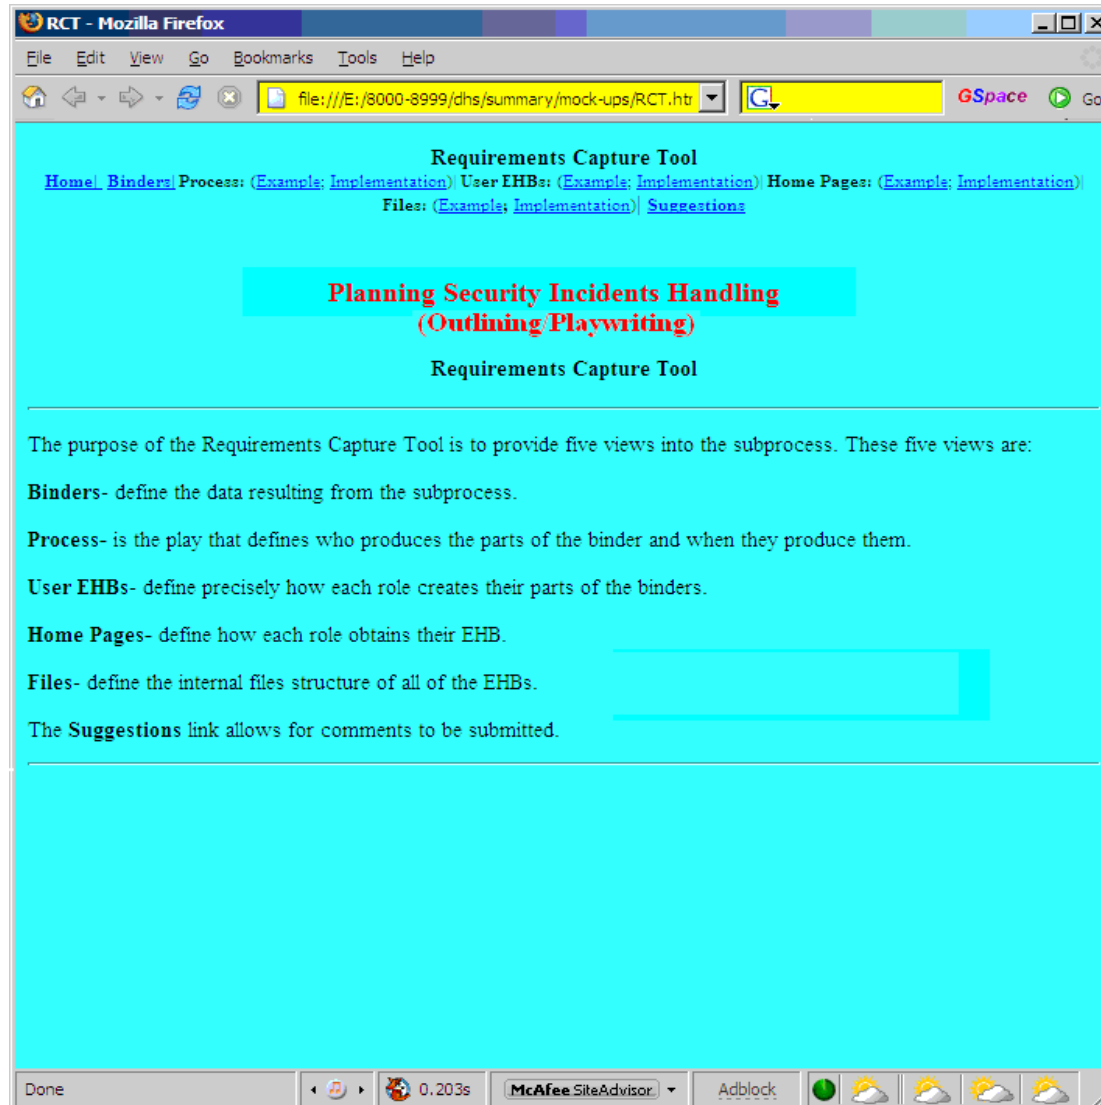 RCT - Mozilla Firefox
File Edit View Go Bookmarks Tools Help
file:///E:/8000-8999/dhs/summary/mock-ups/RCT.htm G GSpace Go
Requirements Capture Tool
Home| Binders| Process: (Example; Implementation)| User EHBs: (Example; Implementation)| Home Pages: (Example; Implementation)|
Files: (Example; Implementation)| Suggestions
Planning Security Incidents Handling
(Outlining/Playwriting)
Requirements Capture Tool
The purpose of the Requirements Capture Tool is to provide five views into the subprocess. These five views are:
Binders- define the data resulting from the subprocess.
Process- is the play that defines who produces the parts of the binder and when they produce them.
User EHBs- define precisely how each role creates their parts of the binders.
Home Pages- define how each role obtains their EHB.
Files- define the internal files structure of all of the EHBs.
The Suggestions link allows for comments to be submitted.
Done 0.203s McAfee SiteAdvisor Adblock